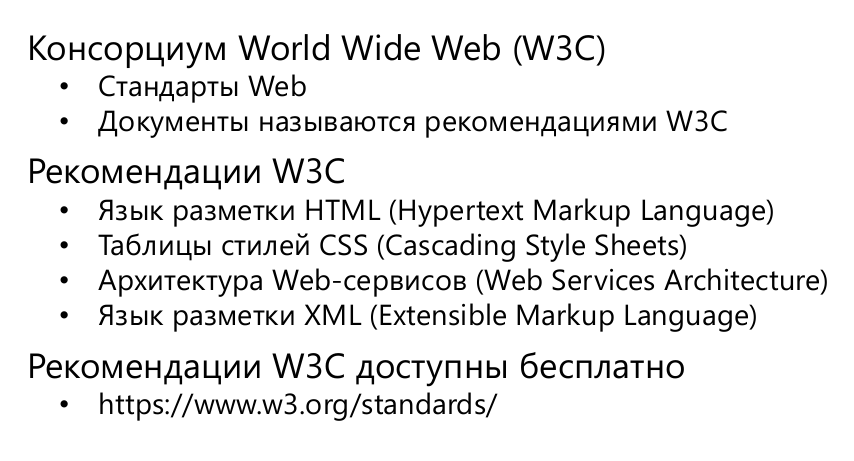 Консорциум World Wide Web (W3C)
• Стандарты Web
• Документы называются рекомендациями W3C
Рекомендации W3C
• Язык разметки HTML (Hypertext Markup Language)
• Таблицы стилей CSS (Cascading Style Sheets)
• Архитектура Web-сервисов (Web Services Architecture)
• Язык разметки XML (Extensible Markup Language)
Рекомендации W3C доступны бесплатно
• https://www.w3.org/standards/